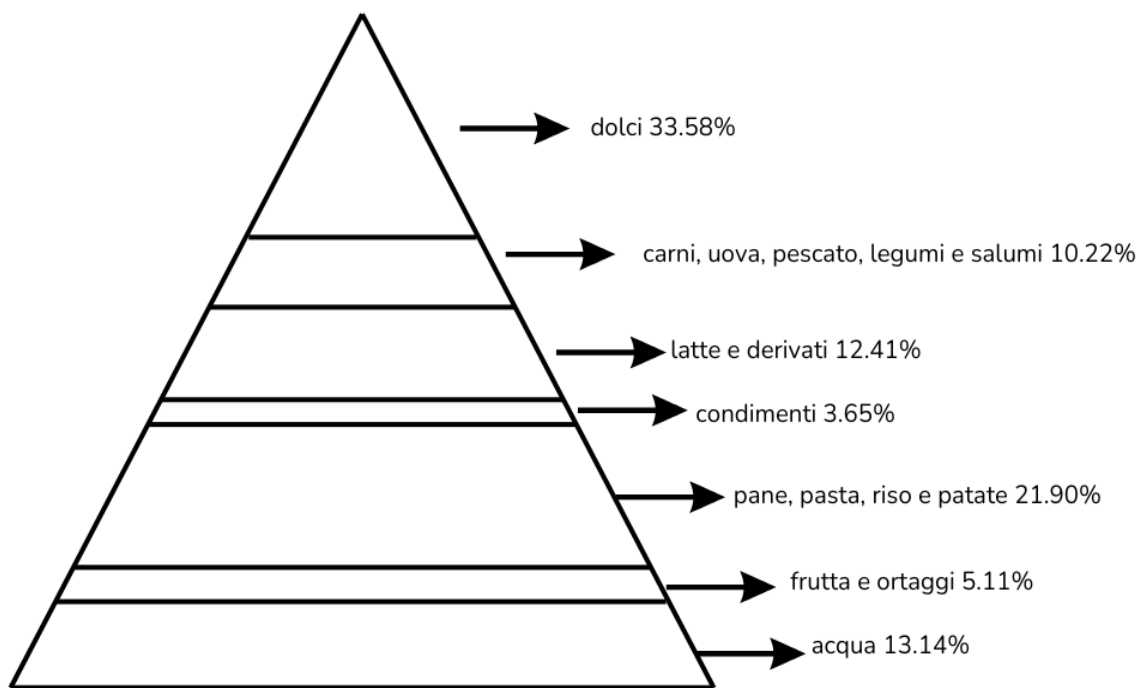 dolci 33.58%
carni, uova, pescato, legumi e salumi 10.22%
latte e derivati 12.41%
condimenti 3.65%
pane, pasta, riso e patate 21.90%
frutta e ortaggi 5.11%
acqua 13.14%